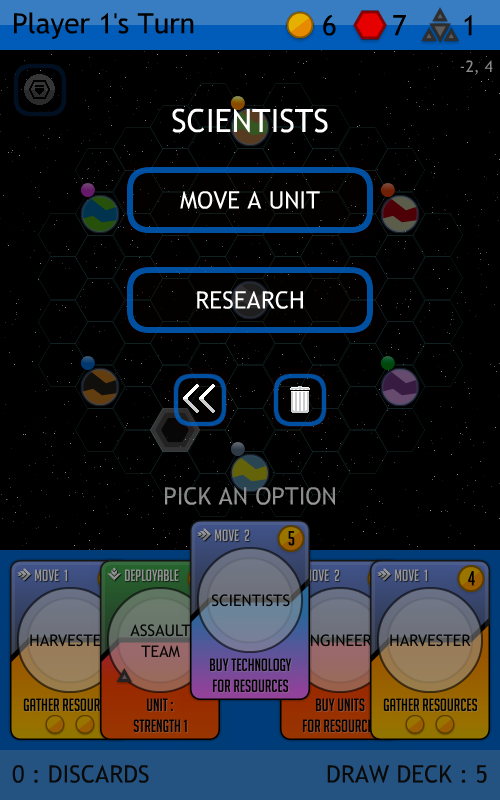 Player 1's Turn 6 7 1
-2, 4
SCIENTISTS
MOVE A UNIT
RESEARCH
PICK AN OPTION
MOVE 1
HARVESTE
GATHER RESOUR
DEPLOYABLE
ASSAULT
TEAM
UNIT :
STRENGTH 1
MOVE 2 5
SCIENTISTS
BUY TECHNOLOGY
FOR RESOURCES
MOVE 2
NGINEER
BUY UNITS
FOR RESOURC
MOVE 1 4
HARVESTER
GATHER RESOURCES
0 : DISCARDS
DRAW DECK : 5